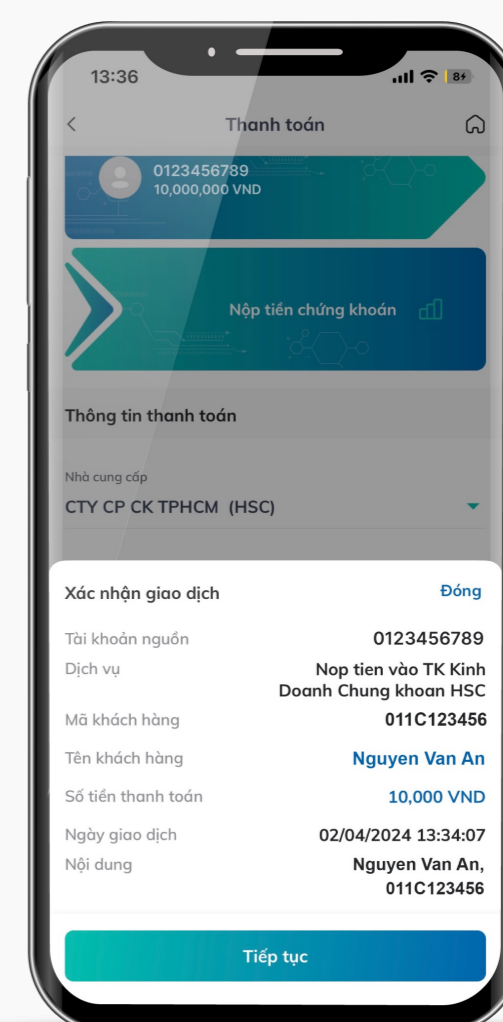 13:36
8
Thanh toán
0123456789
10,000,000 VND
Nộp tiền chứng khoán
Thông tin thanh toán
Nhà cung cấp
CTY CP CK TPHCM (HSC)
Xác nhận giao dịch Đóng
Tài khoản nguồn 0123456789
Dịch vụ Nop tien vào TK Kinh
Doanh Chung khoan HSC
Mã khách hàng 011C123456
Tên khách hàng Nguyen Van An
Số tiền thanh toán 10,000 VND
Ngày giao dịch 02/04/2024 13:34:07
Nội dung Nguyen Van An,
011C123456
Tiếp tục